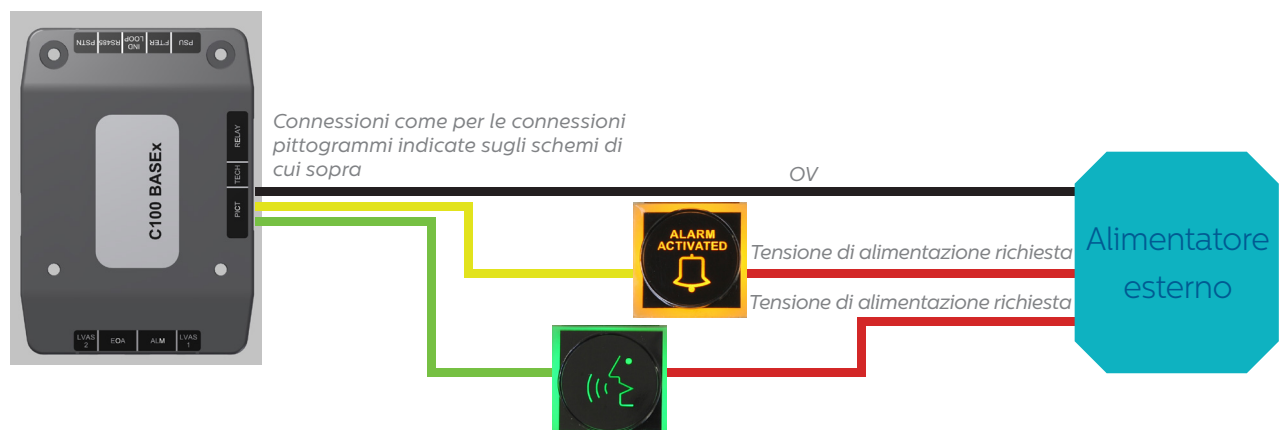 PSTN
RS485
IND
LOOP
FTER
PSU
Connessioni come per le connessioni
pittogrammi indicate sugli schemi di
cui sopra
RELAY
TECH
PICT
C100 BASEx
OV
ALARM
ACTIVATED
Tensione di alimentazione richiesta
Tensione di alimentazione richiesta
Alimentatore
esterno
LVAS
2
EOA
ALM
LVAS
1